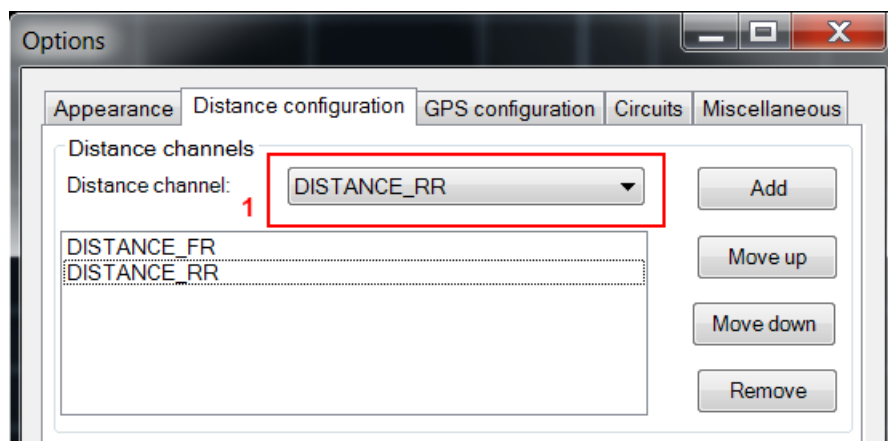 Options
Appearance Distance configuration GPS configuration Circuits Miscellaneous
Distance channels
Distance channel: DISTANCE_RR Add
1
DISTANCE_FR
DISTANCE_RR
Move up
Move down
Remove